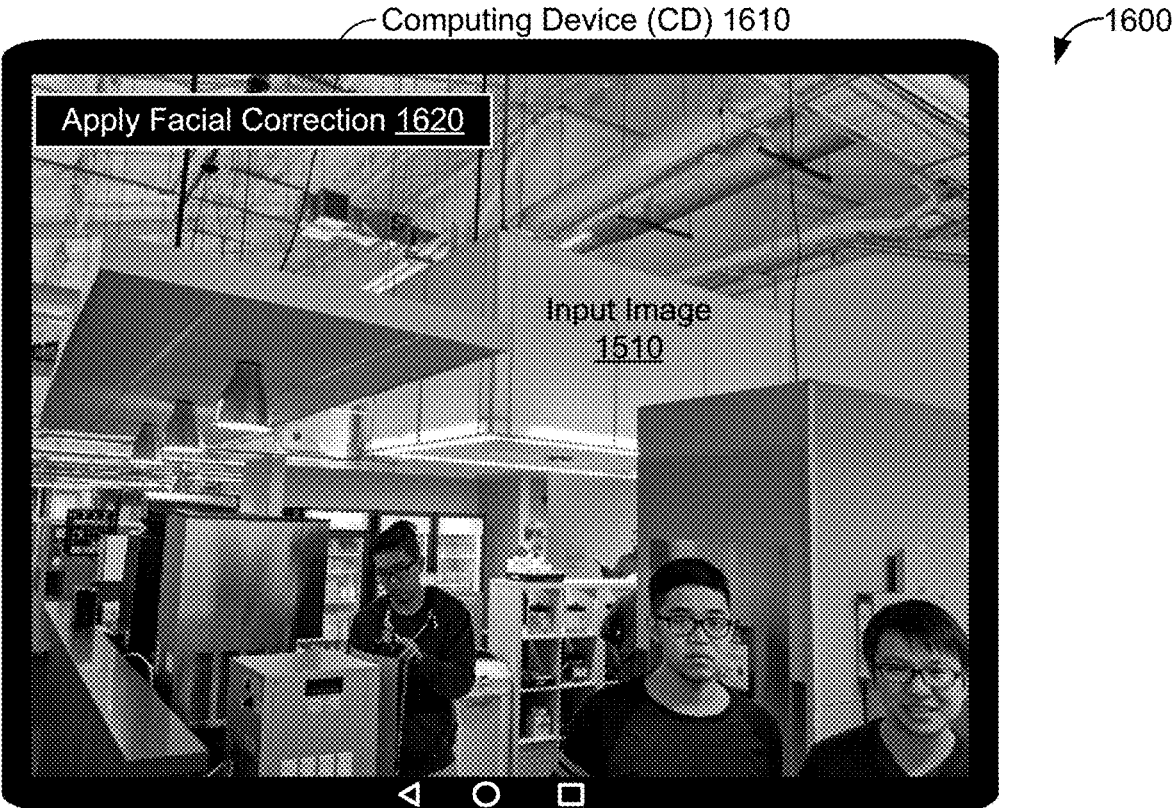 Computing Device (CD) 1610
1600
Apply Facial Correction 1620
Input Image
1510